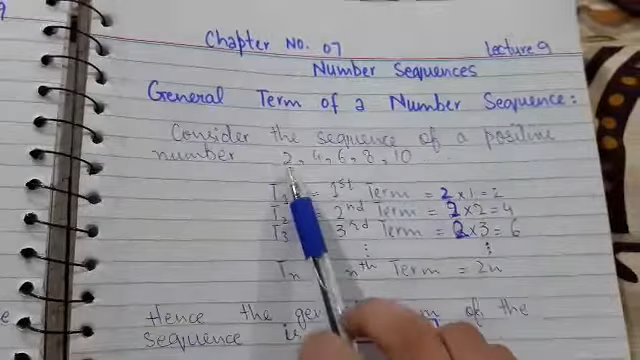 Chapter No. 07
Lecture 9
Number Sequences
General Term of a Number Sequence:
Consider the sequence of a positive
number 2, 4, 6, 8, 10
T1 = 1st Term = 2×1=2
T2 = 2nd Term = 2×2=4
T3 3rd Term = 2×3=6
⋮ ⋮
Tn nth Term = 2n
Hence the of the
sequence is